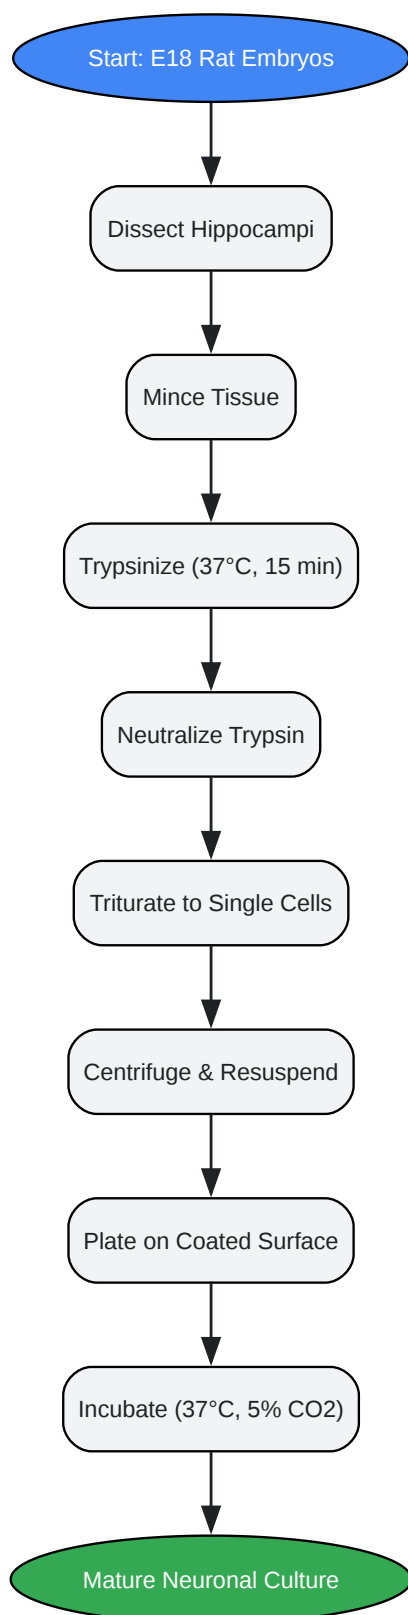 Start: E18 Rat Embryos
Dissect Hippocampi
Mince Tissue
Trypsinize (37°C, 15 min)
Neutralize Trypsin
Triturate to Single Cells
Centrifuge & Resuspend
Plate on Coated Surface
Incubate (37°C, 5% CO2)
Mature Neuronal Culture